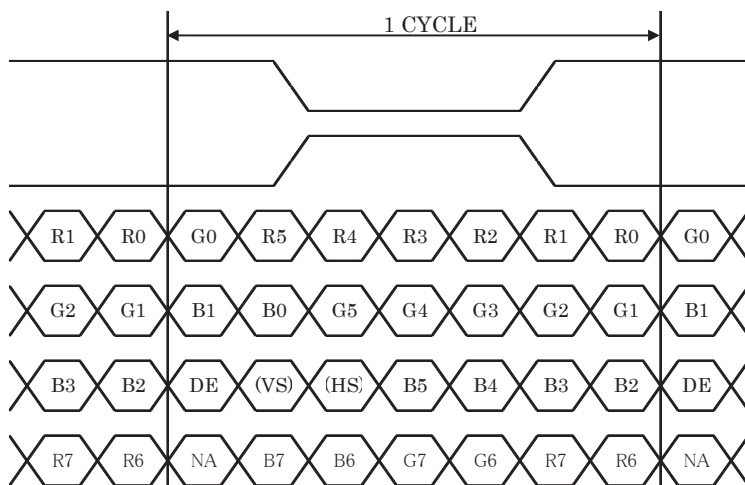 1 CYCLE
R1 R0 G0 R5 R4 R3 R2 R1 R0 G0
G2 G1 B1 B0 G5 G4 G3 G2 G1 B1
B3 B2 DE (VS) (HS) B5 B4 B3 B2 DE
R7 R6 NA B7 B6 G7 G6 R7 R6 NA